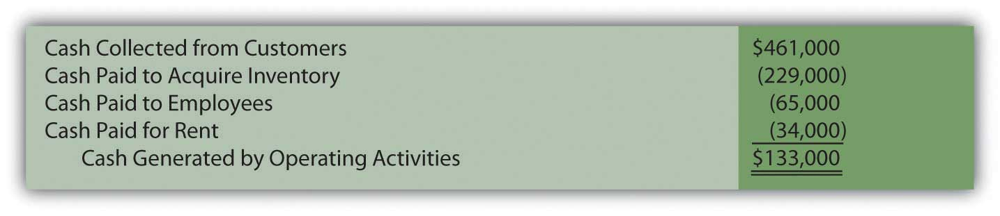 Cash Collected from Customers $461,000
Cash Paid to Acquire Inventory (229,000)
Cash Paid to Employees (65,000
Cash Paid for Rent (34,000)
Cash Generated by Operating Activities $133,000